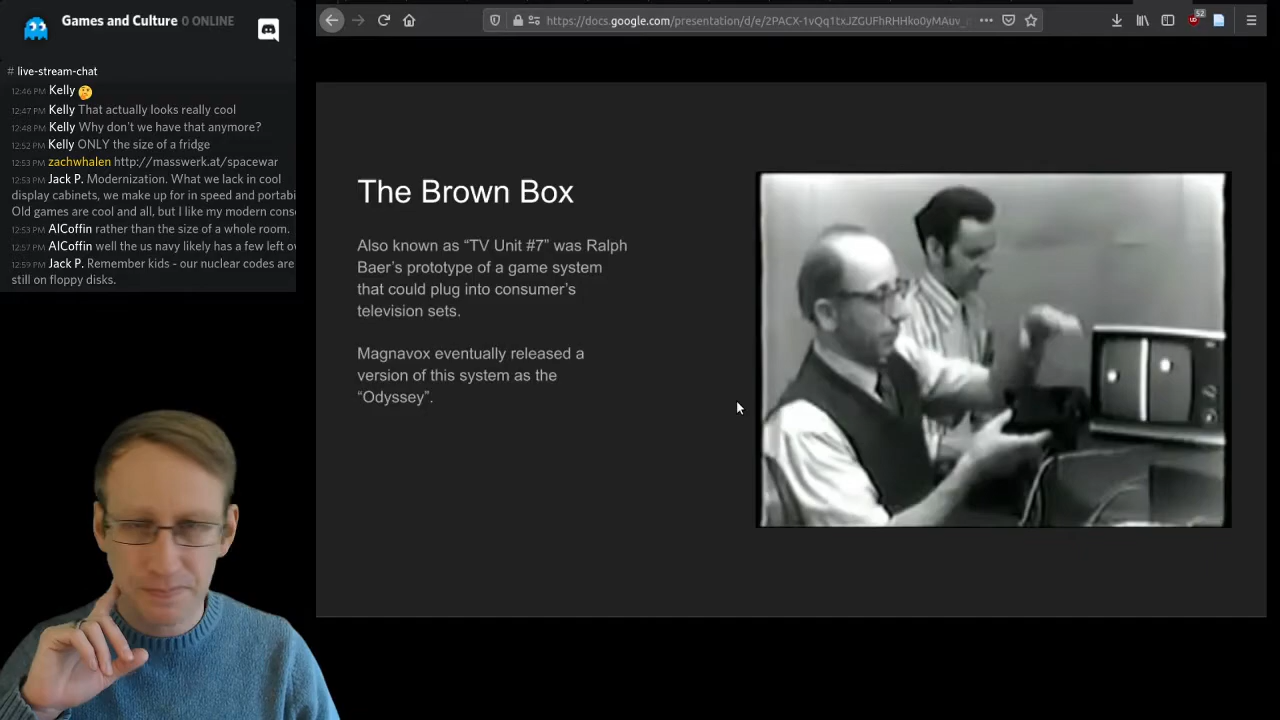 Games and Culture 0 ONLINE
# live-stream-chat
12:46 PM Kelly 🤔
12:47 PM Kelly That actually looks really cool
12:48 PM Kelly Why don't we have that anymore?
12:52 PM Kelly ONLY the size of a fridge
12:53 PM zachwhalen http://masswerk.at/spacewar
12:53 PM Jack P. Modernization. What we lack in cool
display cabinets, we make up for in speed and portabi
Old games are cool and all, but I like my modern cons
12:53 PM AlCoffin rather than the size of a whole room.
12:57 PM AlCoffin well the us navy likely has a few left o
12:59 PM Jack P. Remember kids - our nuclear codes are
still on floppy disks.
https://docs.google.com/presentation/d/e/2PACX-1vQq1txJZGUFhRHHko0yMAuv_
52
The Brown Box
Also known as “TV Unit #7” was Ralph
Baer’s prototype of a game system
that could plug into consumer’s
television sets.
Magnavox eventually released a
version of this system as the
“Odyssey”.